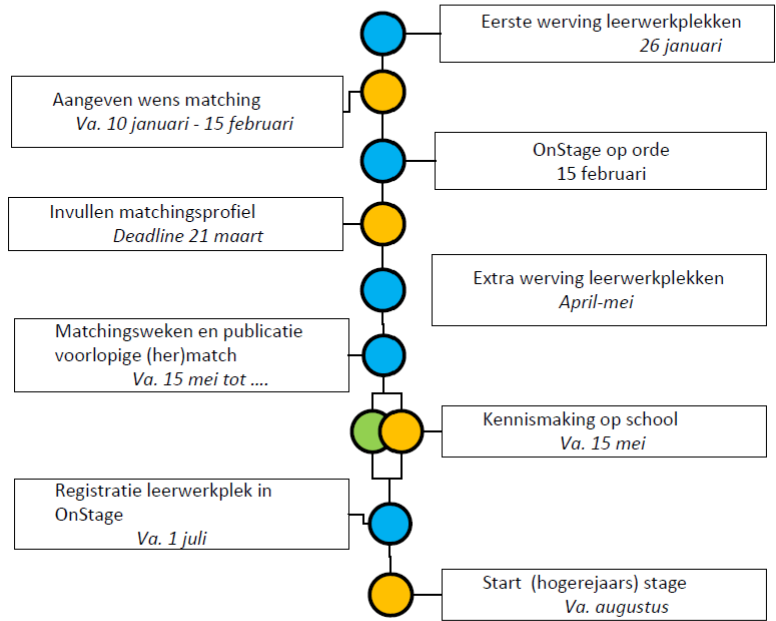 Eerste werving leerwerkplekken
26 januari
Aangeven wens matching
Va. 10 januari - 15 februari
OnStage op orde
15 februari
Invullen matchingsprofiel
Deadline 21 maart
Extra werving leerwerkplekken
April-mei
Matchingsweken en publicatie
voorlopige (her)match
Va. 15 mei tot ....
Kennismaking op school
Va. 15 mei
Registratie leerwerkplek in
OnStage
Va. 1 juli
Start (hogerejaars) stage
Va. augustus